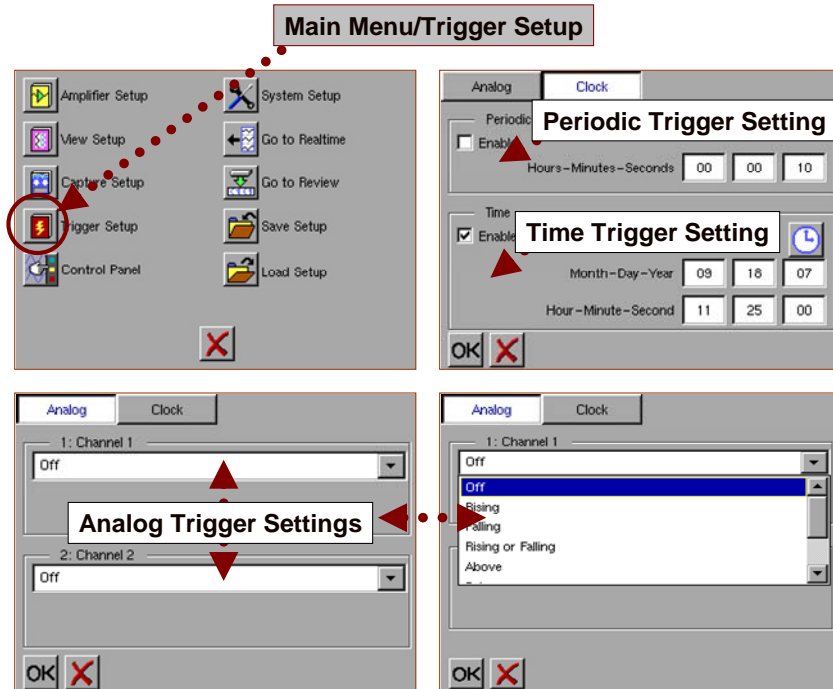 Main Menu/Trigger Setup
Amplifier Setup
System Setup
View Setup
Go to Realtime
Capture Setup
Go to Review
Trigger Setup
Save Setup
Control Panel
Load Setup
Analog
Clock
Periodic
Periodic Trigger Setting
Hours-Minutes-Seconds 00 00 10
Time
Enable
Time Trigger Setting
Month-Day-Year 09 18 07
Hour-Minute-Second 11 25 00
OK
Analog
Clock
1: Channel 1
Off
Analog Trigger Settings
2: Channel 2
Off
OK
Analog
Clock
1: Channel 1
Off
Off
Rising
Falling
Rising or Falling
Above
OK